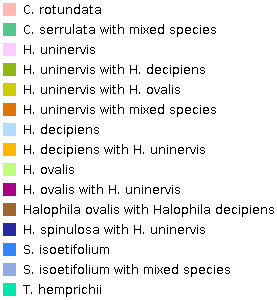 C. rotundata
C. serrulata with mixed species
H. uninervis
H. uninervis with H. decipiens
H. uninervis with H. ovalis
H. uninervis with mixed species
H. decipiens
H. decipiens with H. uninervis
H. ovalis
H. ovalis with H. uninervis
Halophila ovalis with Halophila decipiens
H. spinulosa with H. uninervis
S. isoetifolium
S. isoetifolium with mixed species
T. hemprichii